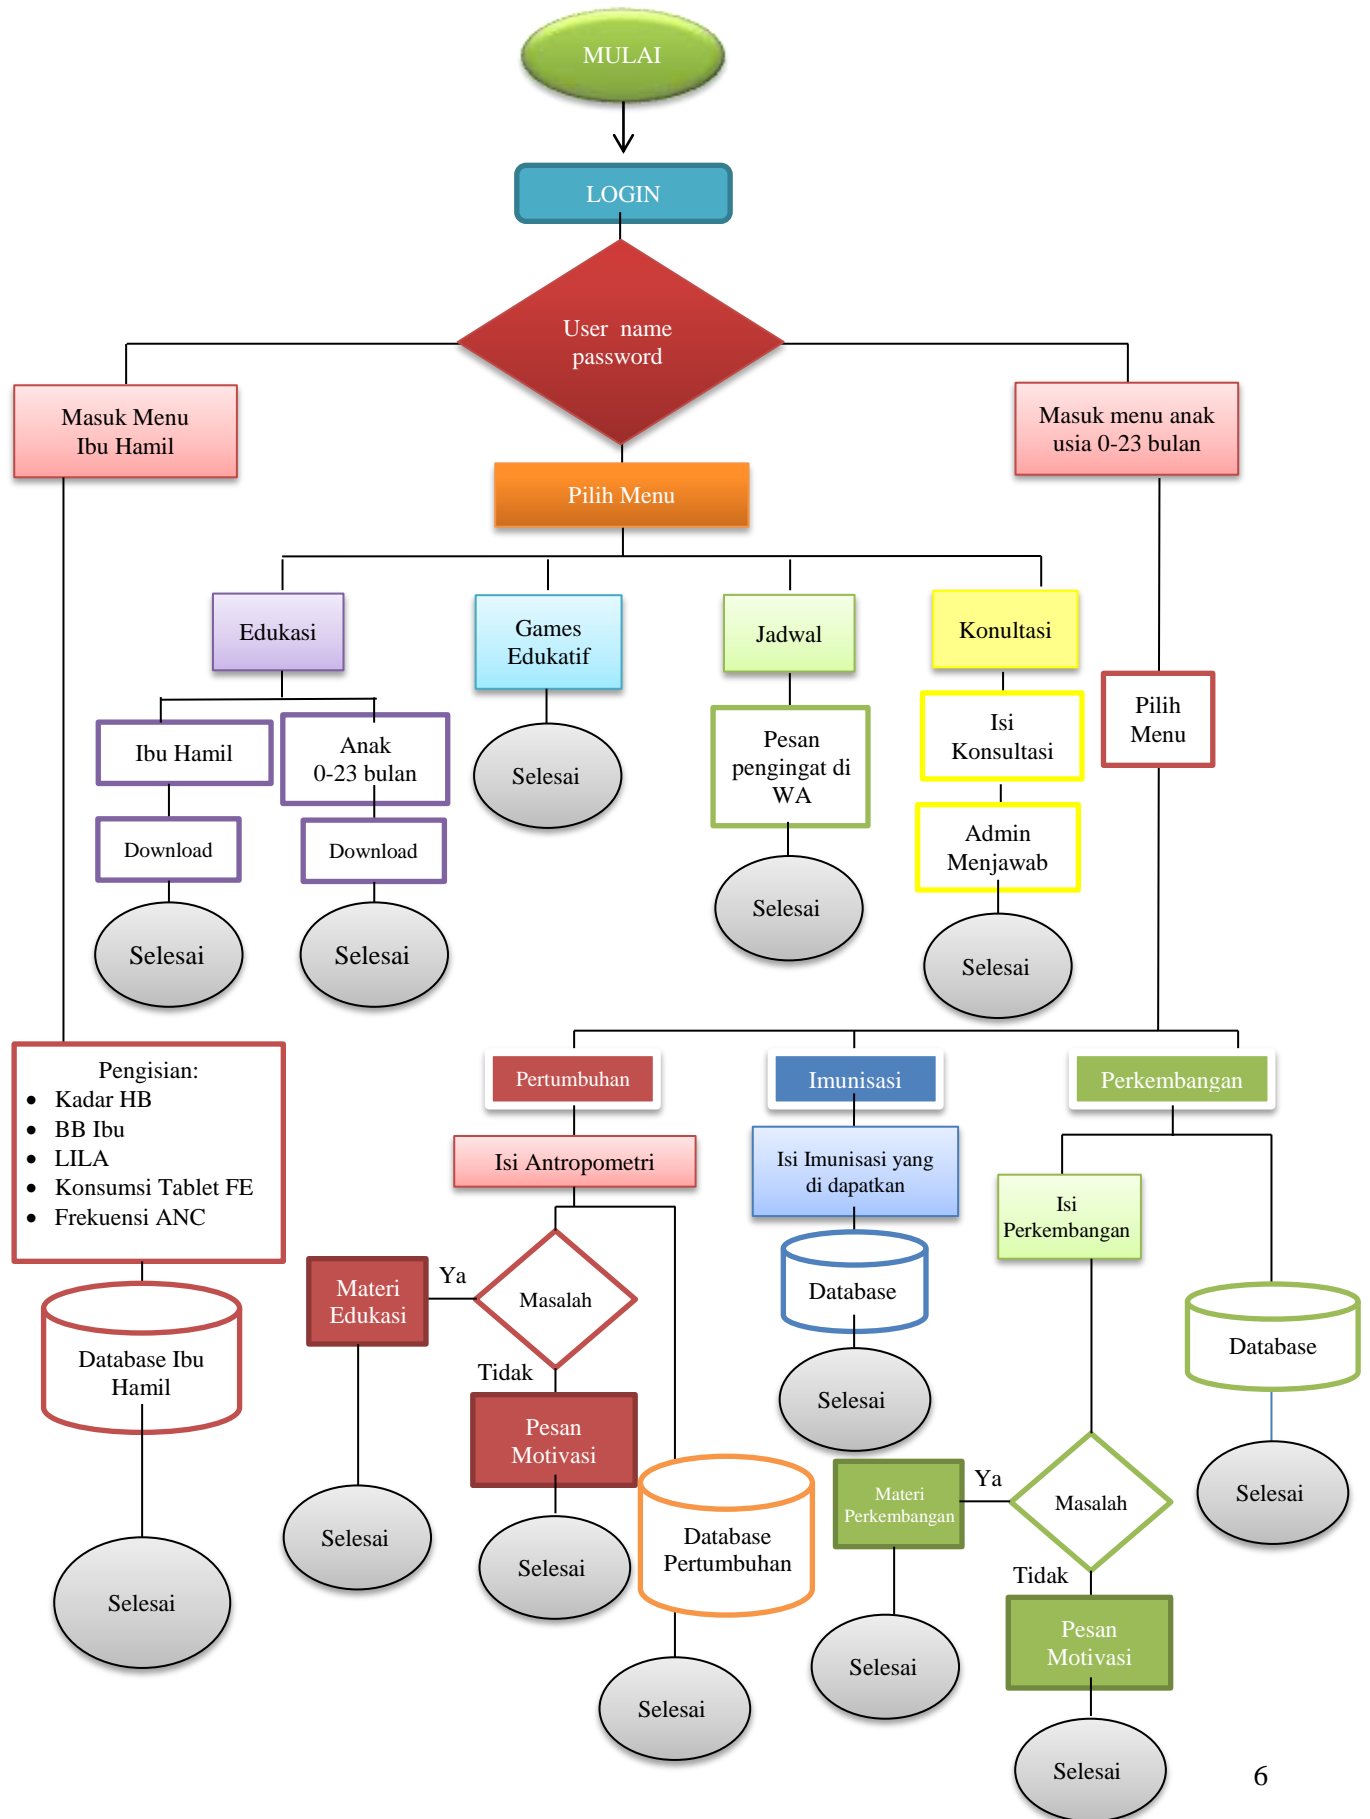 MULAI
LOGIN
User name
password
Masuk Menu
Ibu Hamil
Masuk menu anak
usia 0-23 bulan
Pilih Menu
Edukasi
Games
Edukatif
Jadwal
Konultasi
Ibu Hamil
Anak
0-23 bulan
Selesai
Pesan
pengingat di
WA
Isi
Konsultasi
Pilih
Menu
Download
Download
Admin
Menjawab
Selesai
Selesai
Selesai
Selesai
Pengisian:
• Kadar HB
• BB Ibu
• LILA
• Konsumsi Tablet FE
• Frekuensi ANC
Pertumbuhan
Imunisasi
Perkembangan
Isi Antropometri
Isi Imunisasi yang
di dapatkan
Isi
Perkembangan
Materi
Edukasi
Ya
Masalah
Tidak
Database
Database
Database Ibu
Hamil
Pesan
Motivasi
Selesai
Selesai
Materi
Perkembangan
Ya
Masalah
Tidak
Selesai
Selesai
Database
Pertumbuhan
Selesai
Selesai
Selesai
Pesan
Motivasi
Selesai
Selesai
6